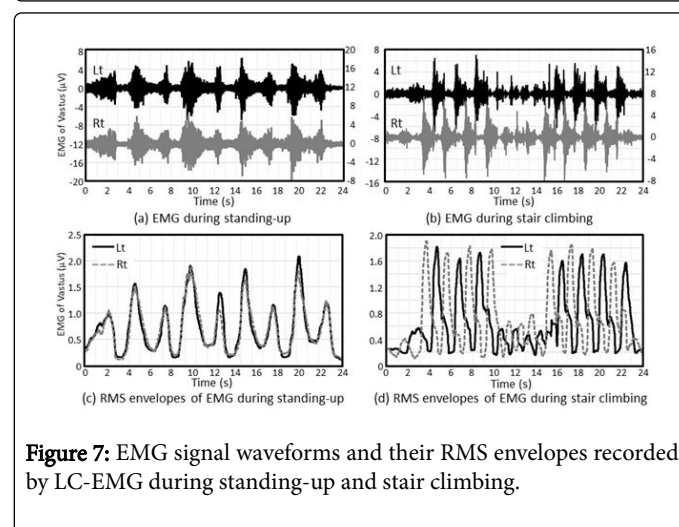 8 20
4 Lt 16
0 12
-4 8
-8 Rt 4
-12 0
-16 -4
-20 -8
EMG of Vastus (µV)
0 2 4 6 8 10 12 14 16 18 20 22 24
Time (s)
(a) EMG during standing-up
8 16
4 Lt 12
0 8
-4 Rt 4
-8 0
-12 -4
-16 -8
0 2 4 6 8 10 12 14 16 18 20 22 24
Time (s)
(b) EMG during stair climbing
2.5
2.0
1.5
1.0
0.5
0
EMG of Vastus (µV)
Lt
Rt
0 2 4 6 8 10 12 14 16 18 20 22 24
Time (s)
(c) RMS envelopes of EMG during standing-up
2.0
1.6
1.2
0.8
0.4
0
Lt
Rt
0 2 4 6 8 10 12 14 16 18 20 22 24
Time (s)
(d) RMS envelopes of EMG during stair climbing
Figure 7: EMG signal waveforms and their RMS envelopes recorded
by LC-EMG during standing-up and stair climbing.